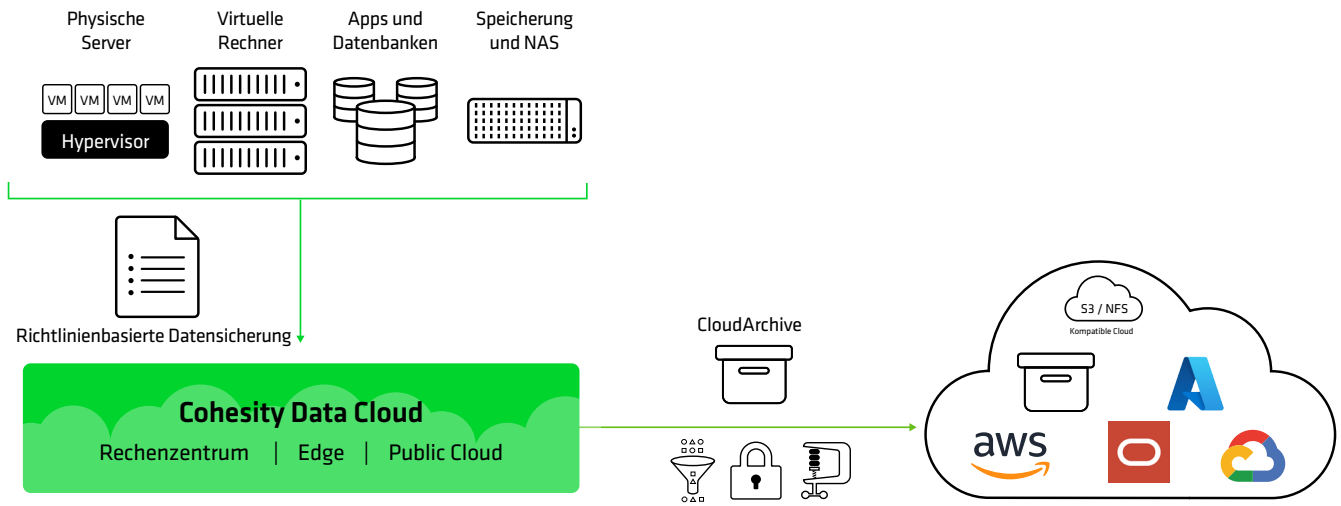 Physische
Server
Virtuelle
Rechner
Apps und
Datenbanken
Speicherung
und NAS
VM VM VM VM
Hypervisor
Richtlinienbasierte Datensicherung
Cohesity Data Cloud
Rechenzentrum | Edge | Public Cloud
CloudArchive
S3 / NFS
Kompatible Cloud
aws